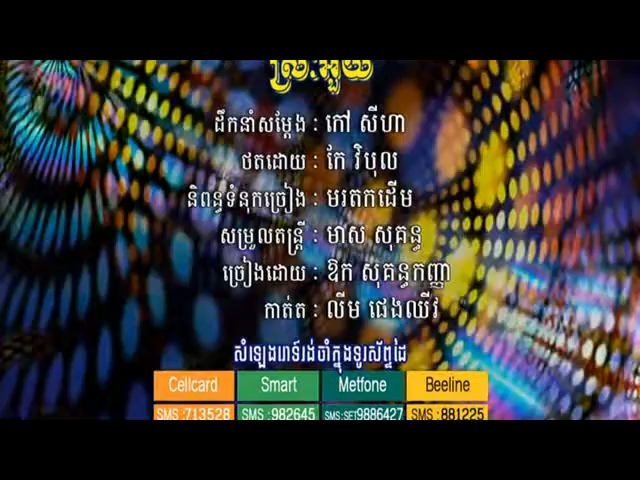 ដឹកនាំសម្តែង : កៅ សីហា
ថតដោយ : កែ វិបុល
និពន្ធទំនុកច្រៀង : មរតកដើម
សម្រួលតន្ត្រី : មាស សុគន្ធ
ច្រៀងដោយ : ឱក សុគន្ធកញ្ញា
កាត់ត : លីម ផេងឈីវ
សំឡេងរោទ៍រង់ចាំក្នុងទូរស័ព្ទដៃ
Cellcard Smart Metfone Beeline
SMS :713528 SMS :982645 SMS :SET9886427 SMS : 881225